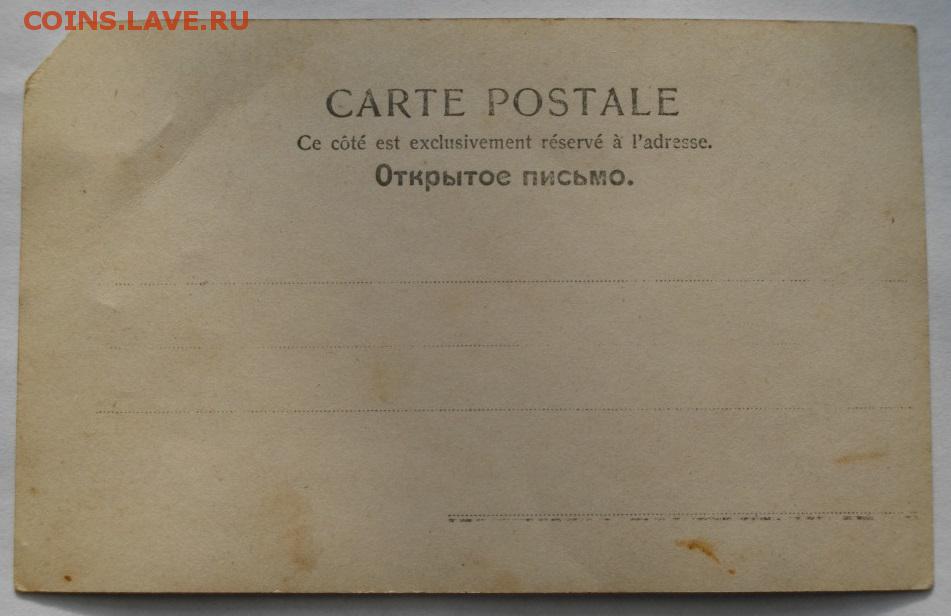 COINS.LAVE.RU
CARTE POSTALE
Ce côté est exclusivement réservé à l'adresse.
Открытое письмо.